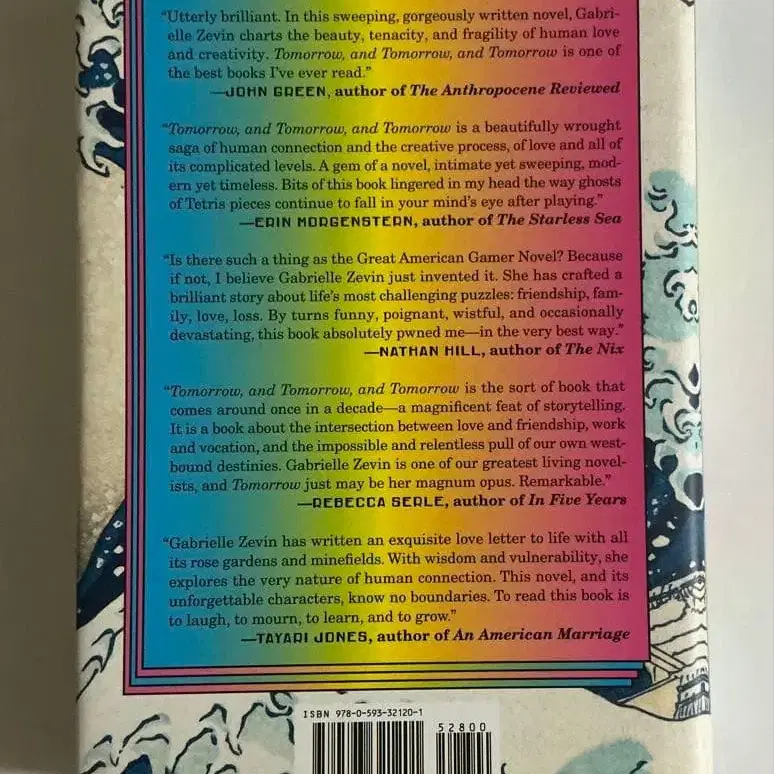 “Utterly brilliant. In this sweeping, gorgeously written novel, Gabri-
elle Zevin charts the beauty, tenacity, and fragility of human love
and creativity. Tomorrow, and Tomorrow, and Tomorrow is one of
the best books I’ve ever read.”
—JOHN GREEN, author of The Anthropocene Reviewed
“Tomorrow, and Tomorrow, and Tomorrow is a beautifully wrought
saga of human connection and the creative process, of love and all of
its complicated levels. A gem of a novel, intimate yet sweeping, mod-
ern yet timeless. Bits of this book lingered in my head the way ghosts
of Tetris pieces continue to fall in your mind’s eye after playing.”
—ERIN MORGENSTERN, author of The Starless Sea
“Is there such a thing as the Great American Gamer Novel? Because
if not, I believe Gabrielle Zevin just invented it. She has crafted a
brilliant story about life’s most challenging puzzles: friendship, fam-
ily, love, loss. By turns funny, poignant, wistful, and occasionally
devastating, this book absolutely pwned me—in the very best way.”
—NATHAN HILL, author of The Nix
“Tomorrow, and Tomorrow, and Tomorrow is the sort of book that
comes around once in a decade—a magnificent feat of storytelling.
It is a book about the intersection between love and friendship, work
and vocation, and the impossible and relentless pull of our own west-
bound destinies. Gabrielle Zevin is one of our greatest living novel-
ists, and Tomorrow just may be her magnum opus. Remarkable.”
—REBECCA SERLE, author of In Five Years
“Gabrielle Zevin has written an exquisite love letter to life with all
its rose gardens and minefields. With wisdom and vulnerability, she
explores the very nature of human connection. This novel, and its
unforgettable characters, know no boundaries. To read this book is
to laugh, to mourn, to learn, and to grow.”
—TAYARI JONES, author of An American Marriage
ISBN 978-0-593-32120-1
52800